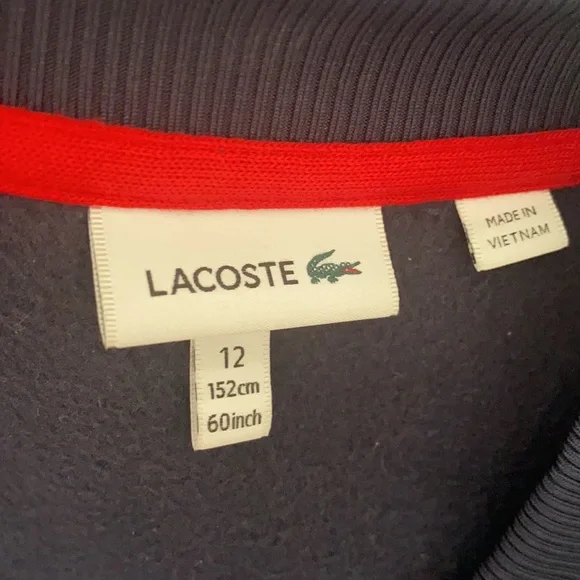 LACOSTE
12
152cm
60inch
MADE IN
VIETNAM